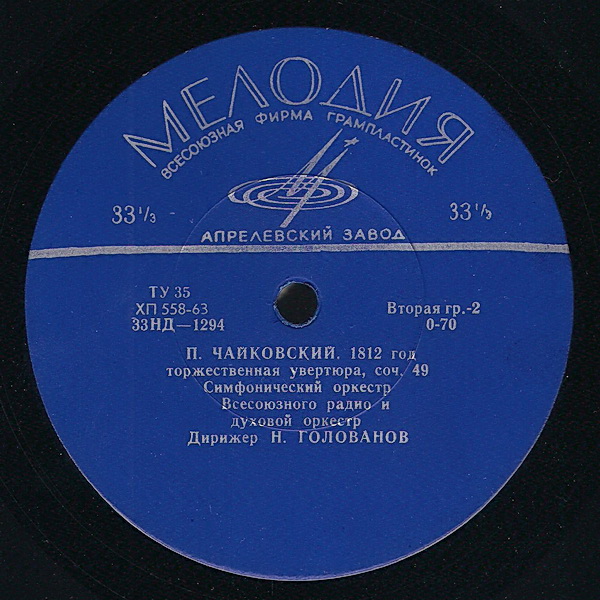 МЕЛОДИЯ
ВСЕСОЮЗНАЯ ФИРМА ГРАМПЛАСТИНОК
33 1/3
33 1/3
АПРЕЛЕВСКИЙ ЗАВОД
ТУ 35
ХП 558-63
33НД—1294
Вторая гр.-2
0-70
П. ЧАЙКОВСКИЙ. 1812 год
торжественная увертюра, соч. 49
Симфонический оркестр
Всесоюзного радио и
духовой оркестр
Дирижер Н. ГОЛОВАНОВ